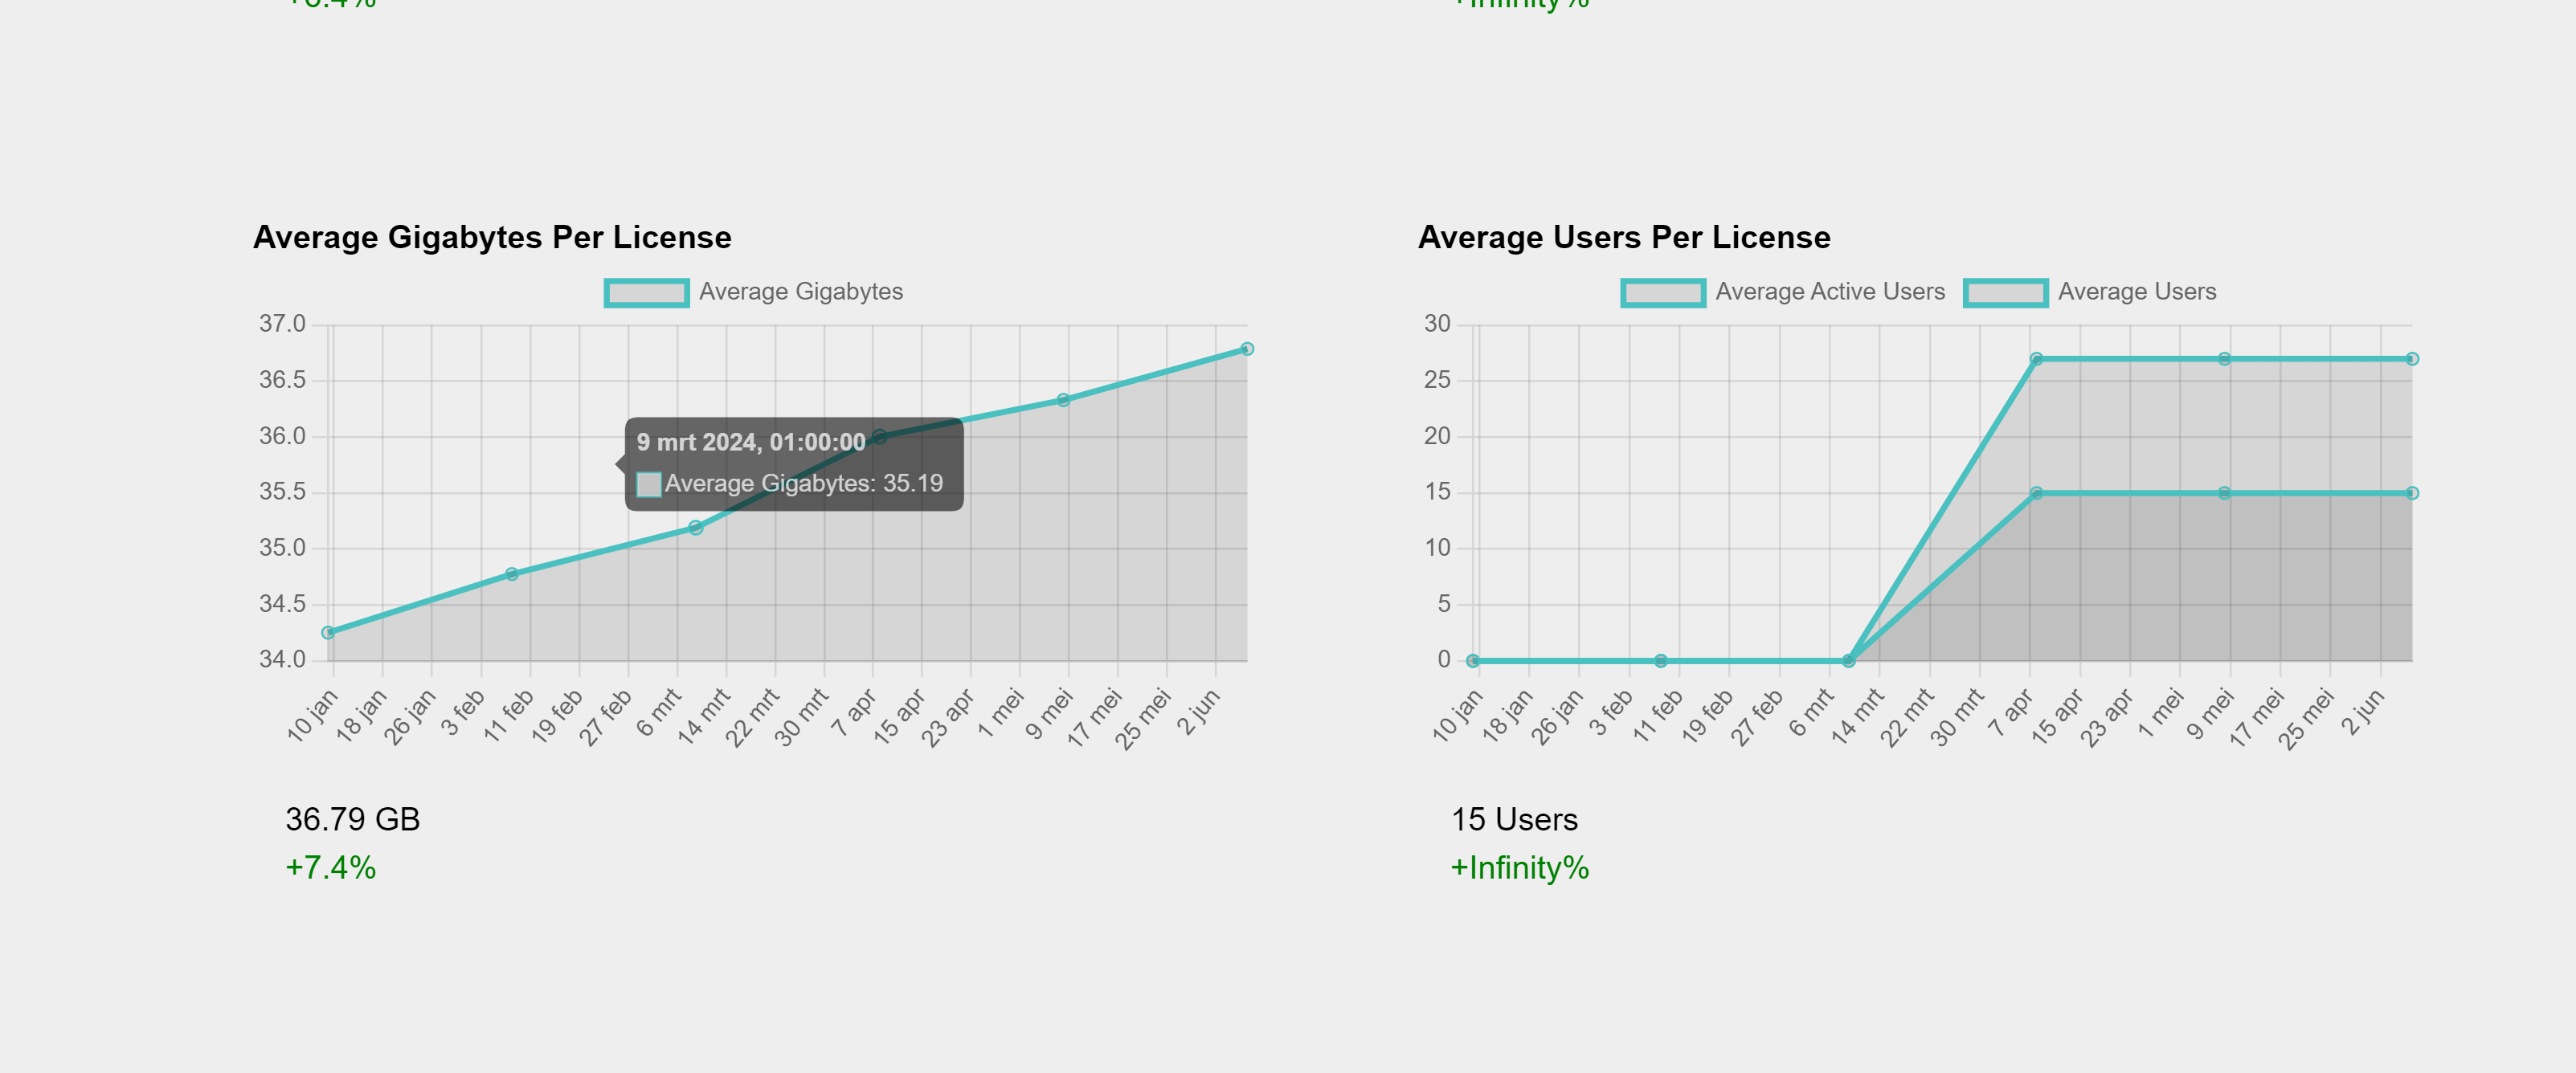 +6.4%
+Infinity%
Average Gigabytes Per License
Average Gigabytes
37.0
36.5
36.0
35.5
35.0
34.5
34.0
9 mrt 2024, 01:00:00
Average Gigabytes: 35.19
10 jan
18 jan
26 jan
3 feb
11 feb
19 feb
27 feb
6 mrt
14 mrt
22 mrt
30 mrt
7 apr
15 apr
23 apr
1 mei
9 mei
17 mei
25 mei
2 jun
36.79 GB
+7.4%
Average Users Per License
Average Active Users
Average Users
30
25
20
15
10
5
0
10 jan
18 jan
26 jan
3 feb
11 feb
19 feb
27 feb
6 mrt
14 mrt
22 mrt
30 mrt
7 apr
15 apr
23 apr
1 mei
9 mei
17 mei
25 mei
2 jun
15 Users
+Infinity%